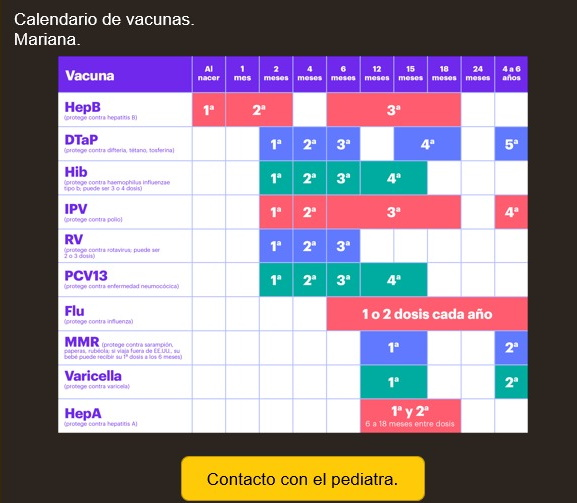 Calendario de vacunas.
Mariana.
Vacuna Al nacer 1 mes 2 meses 4 meses 6 meses 12 meses 15 meses 18 meses 24 meses 4 a 6 años
HepB 1ª 2ª 3ª
(protege contra hepatitis B)
DTaP 1ª 2ª 3ª 4ª 5ª
(protege contra difteria, tétano, tosferina)
Hib 1ª 2ª 3ª 4ª
(protege contra haemophilus influenzae
tipo b; puede ser 3 o 4 dosis)
IPV 1ª 2ª 3ª 4ª
(protege contra polio)
RV 1ª 2ª 3ª
(protege contra rotavirus; puede ser
2 o 3 dosis)
PCV13 1ª 2ª 3ª 4ª
(protege contra enfermedad neumocócica)
Flu 1 o 2 dosis cada año
(protege contra influenza)
MMR (protege contra sarampión,
paperas, rubéola; si viaja fuera de EE.UU., su
bebé puede recibir su 1ª dosis a los 6 meses)
1ª 2ª
Varicella 1ª 2ª
(protege contra varicela)
HepA 1ª y 2ª
(protege contra hepatitis A) 6 a 18 meses entre dosis
Contacto con el pediatra.